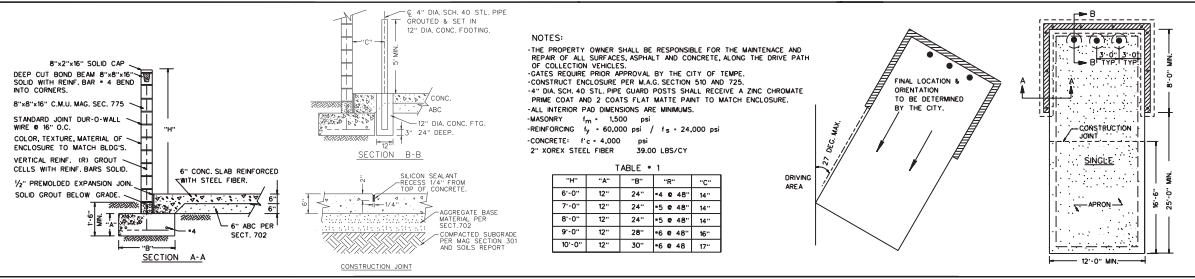 8"x2"x16" SOLID CAP
DEEP CUT BOND BEAM 8"x8"x16"
SOLID WITH REINF. BAR #4 BEND
INTO CORNERS.
8"x8"x16" C.M.U. MAG. SEC. 775
STANDARD JOINT DUR-O-WALL
WIRE @ 16" O.C.
COLOR, TEXTURE, MATERIAL OF
ENCLOSURE TO MATCH BLDG'S.
VERTICAL REINF. (R) GROUT
CELLS WITH REINF. BARS SOLID.
1/2" PREMOLDED EXPANSION JOIN.
SOLID GROUT BELOW GRADE.
"H"
6" CONC. SLAB REINFORCED
WITH STEEL FIBER.
6"
6"
1'-6"
MIN.
"A"
#4
6" ABC PER
SECT. 702
"B"
SECTION A-A
℄ 4" DIA. SCH. 40 STL. PIPE
GROUTED & SET IN
12" DIA. CONC. FOOTING.
"C"
5' MIN.
CONC.
ABC
12" DIA. CONC. FTG.
3" 24" DEEP.
12"
SECTION B-B
SILICON SEALANT
RECESS 1/4" FROM
TOP OF CONCRETE.
2"
6"
1/4"
AGGREGATE BASE
MATERIAL PER
SECT.702
COMPACTED SUBGRADE
PER MAG SECTION 301
AND SOILS REPORT
CONSTRUCTION JOINT
NOTES:
-THE PROPERTY OWNER SHALL BE RESPONSIBLE FOR THE MAINTENACE AND
REPAIR OF ALL SURFACES, ASPHALT AND CONCRETE, ALONG THE DRIVE PATH
OF COLLECTION VEHICLES.
-GATES REQUIRE PRIOR APPROVAL BY THE CITY OF TEMPE.
-CONSTRUCT ENCLOSURE PER M.A.G. SECTION 510 AND 725.
-4" DIA. SCH. 40 STL. PIPE GUARD POSTS SHALL RECEIVE A ZINC CHROMATE
PRIME COAT AND 2 COATS FLAT MATTE PAINT TO MATCH ENCLOSURE.
-ALL INTERIOR PAD DIMENSIONS ARE MINIMUMS.
-MASONRY fm = 1,500 psi
-REINFORCING fy = 60,000 psi / fs = 24,000 psi
-CONCRETE: f'c = 4,000 psi
2" XOREX STEEL FIBER 39.00 LBS/CY
TABLE # 1
"H" "A" "B" "R" "C"
6'-0" 12" 24" #4 @ 48" 14"
7'-0" 12" 24" #5 @ 48" 14"
8'-0" 12" 24" #5 @ 48" 14"
9'-0" 12" 28" #6 @ 48" 16"
10'-0" 12" 30" #6 @ 48 17"
FINAL LOCATION &
ORIENTATION
TO BE DETERMINED
BY THE CITY.
27 DEG. MAX.
DRIVING
AREA
B
B
3'-0" 3'-0"
TYP. TYP.
A
A
8'-0" MIN.
CONSTRUCTION
JOINT
SINGLE
APRON
16'-6"
25'-0" MIN.
12'-0" MIN.